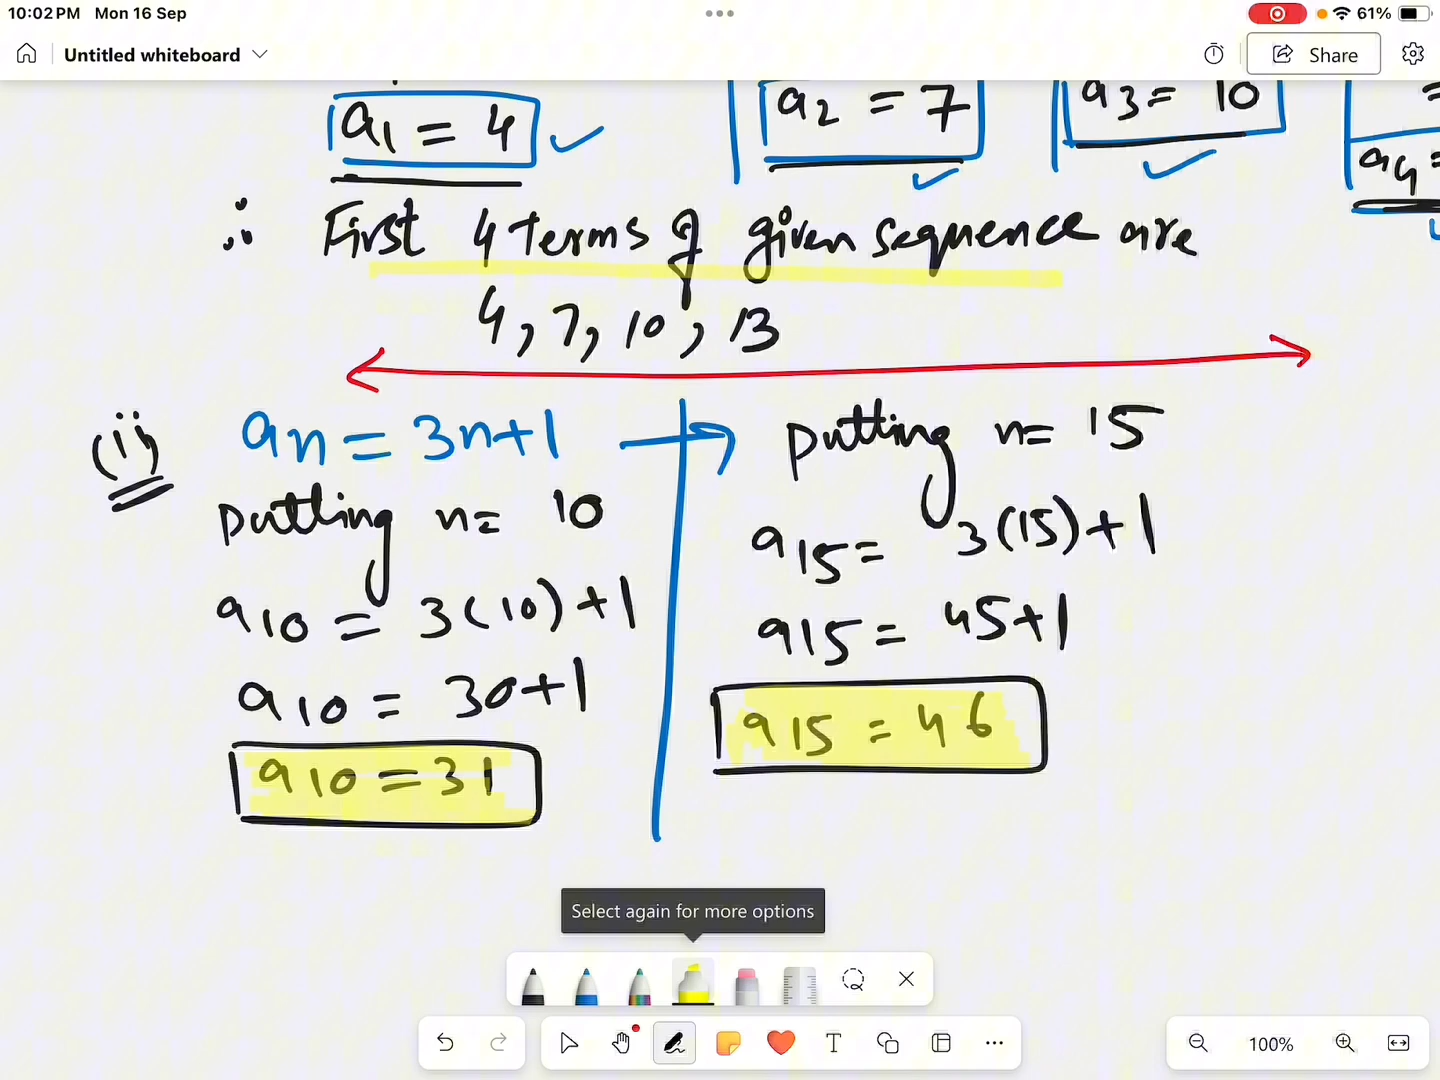 10:02 PM Mon 16 Sep
61%
Untitled whiteboard
Share
a1 = 4
a2 = 7
a3 = 10
=
a4 =
∴ First 4 terms of given sequence are
4, 7, 10, 13
(ii)
an = 3n+1
putting n= 10
a10 = 3(10)+1
a10 = 30+1
a10 = 31
putting n= 15
a15 = 3(15)+1
a15 = 45+1
a15 = 46
Select again for more options
T
100%